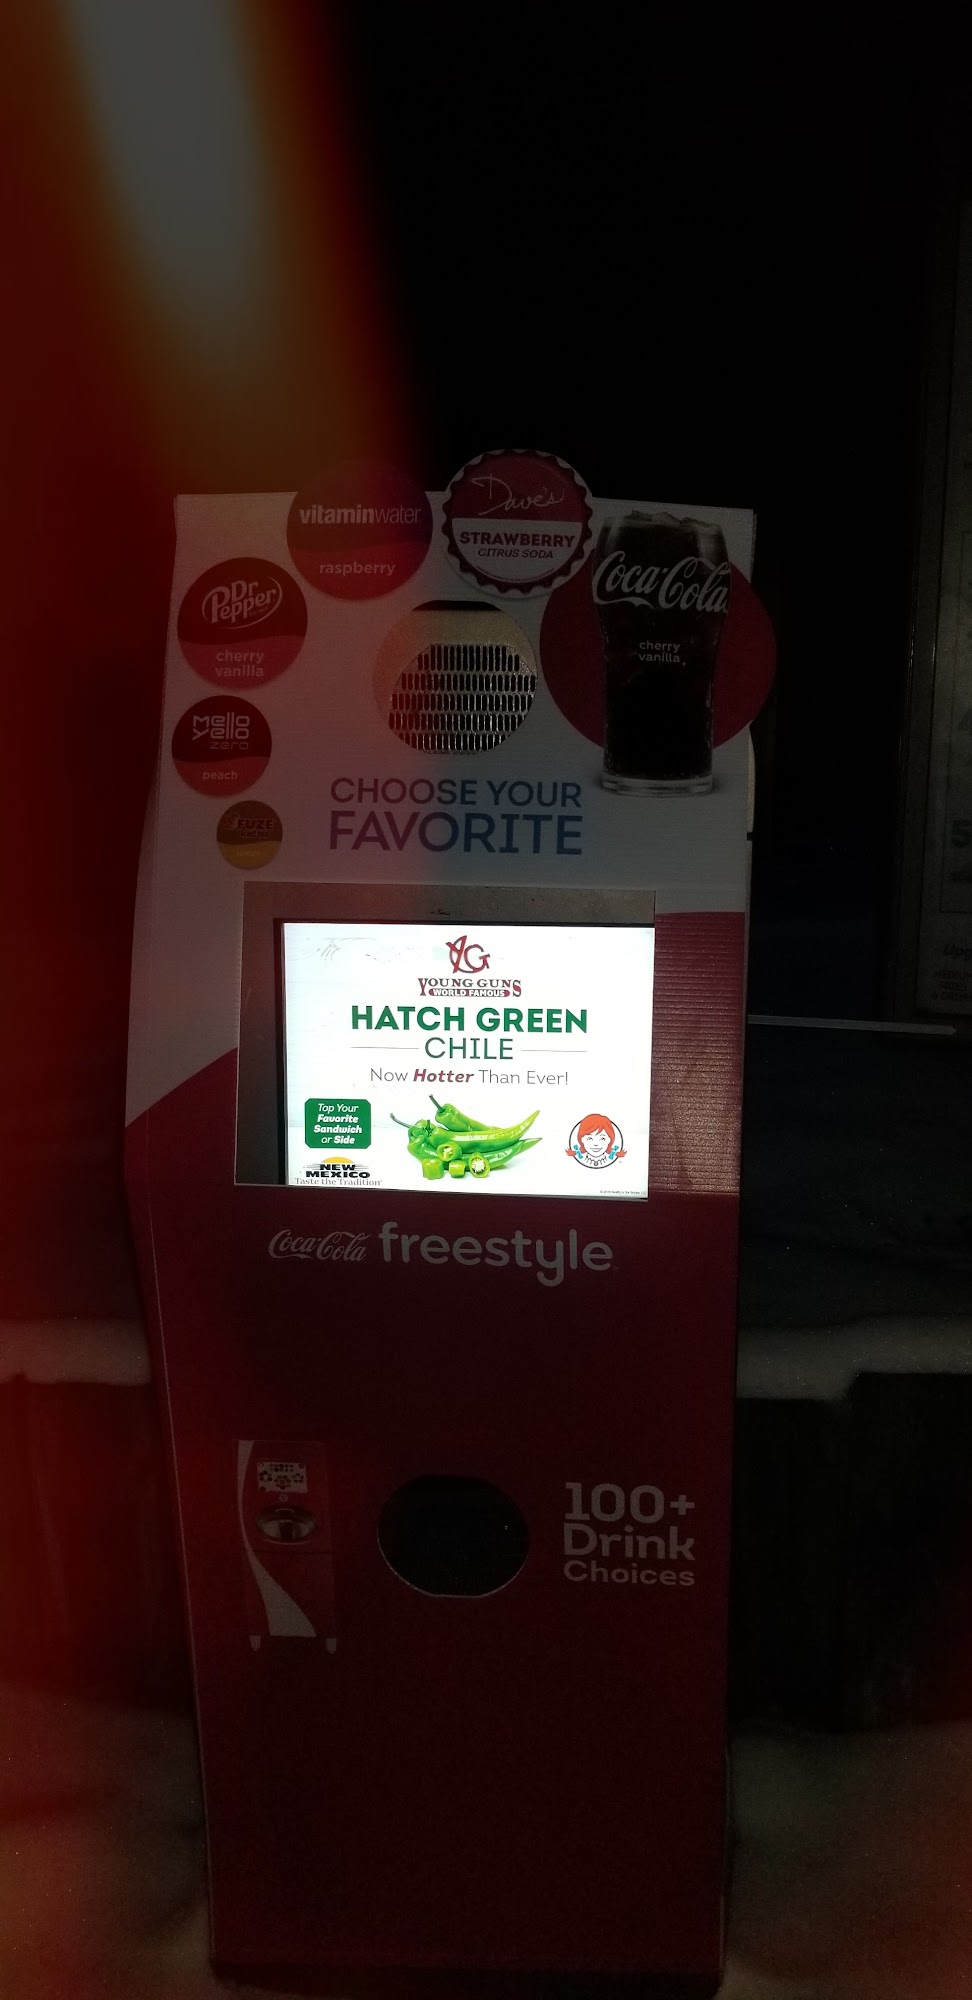 vitaminwater
raspberry
Dave's
STRAWBERRY
CITRUS SODA
Dr
Pepper
cherry
vanilla
Coca-Cola
cherry
vanilla
mello
yello
zero
peach
FUZE
CHOOSE YOUR
FAVORITE
YG
YOUNG GUNS
WORLD FAMOUS
HATCH GREEN
CHILE
Now Hotter Than Ever!
Top Your
Favorite
Sandwich
or Side
NEW
MEXICO
Taste the Tradition
Coca-Cola freestyle
100+
Drink
Choices